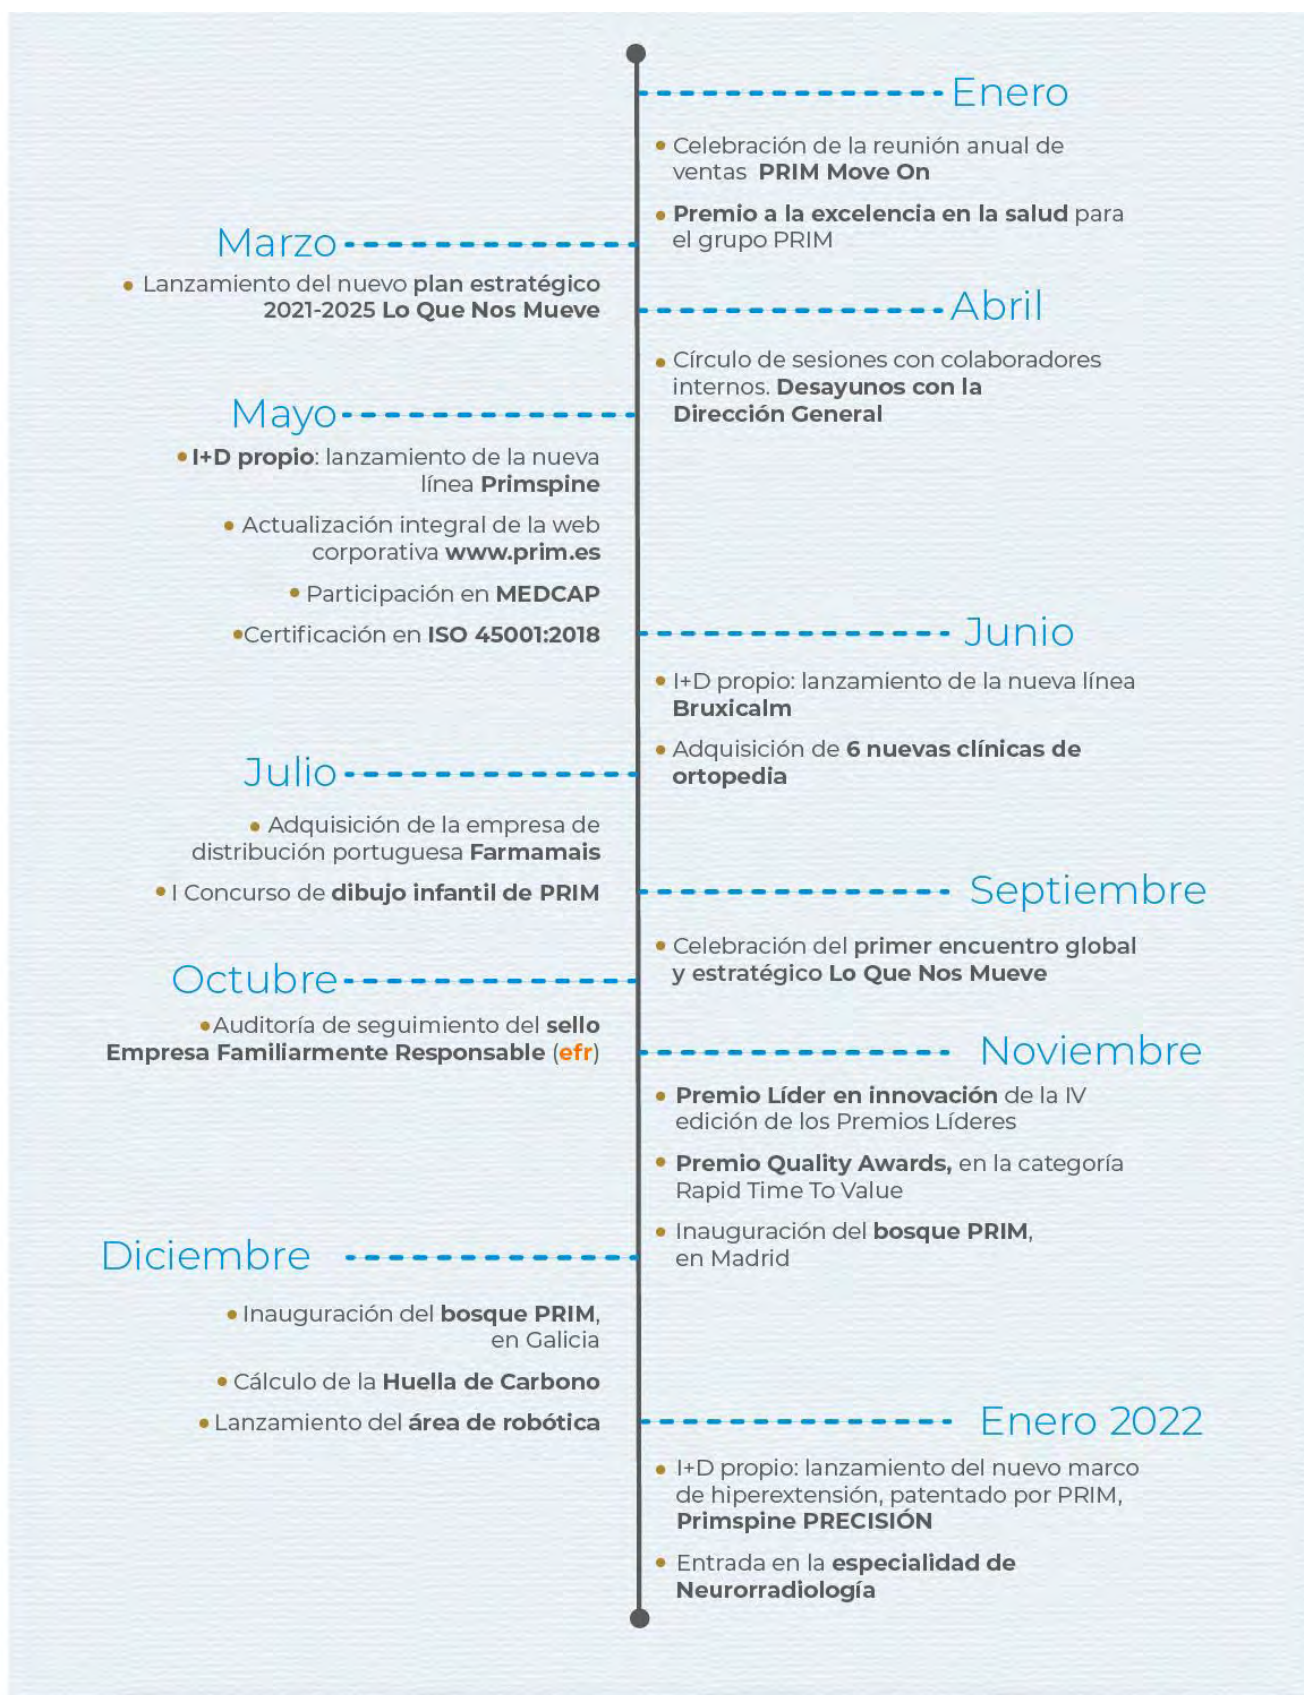 Enero
• Celebración de la reunión anual de
ventas PRIM Move On
• Premio a la excelencia en la salud para
el grupo PRIM
Marzo
• Lanzamiento del nuevo plan estratégico
2021-2025 Lo Que Nos Mueve
Abril
• Círculo de sesiones con colaboradores
internos. Desayunos con la
Dirección General
Mayo
• I+D propio: lanzamiento de la nueva
línea Primspine
• Actualización integral de la web
corporativa www.prim.es
• Participación en MEDCAP
• Certificación en ISO 45001:2018
Junio
• I+D propio: lanzamiento de la nueva línea
Bruxicalm
• Adquisición de 6 nuevas clínicas de
ortopedia
Julio
• Adquisición de la empresa de
distribución portuguesa Farmamais
• I Concurso de dibujo infantil de PRIM
Septiembre
• Celebración del primer encuentro global
y estratégico Lo Que Nos Mueve
Octubre
• Auditoría de seguimiento del sello
Empresa Familiarmente Responsable (efr)
Noviembre
• Premio Líder en innovación de la IV
edición de los Premios Líderes
• Premio Quality Awards, en la categoría
Rapid Time To Value
• Inauguración del bosque PRIM,
en Madrid
Diciembre
• Inauguración del bosque PRIM,
en Galicia
• Cálculo de la Huella de Carbono
• Lanzamiento del área de robótica
Enero 2022
• I+D propio: lanzamiento del nuevo marco
de hiperextensión, patentado por PRIM,
Primspine PRECISIÓN
• Entrada en la especialidad de
Neurorradiología